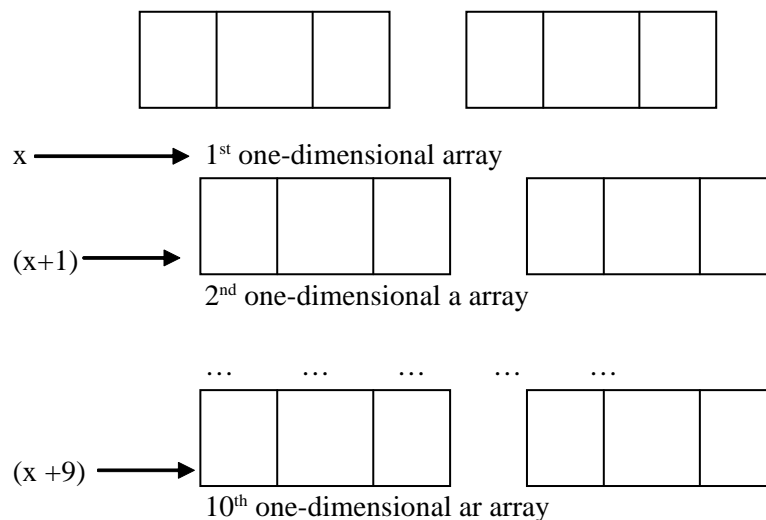 x 1st one-dimensional array
(x+1)
2nd one-dimensional a array
… … … … …
(x +9)
10th one-dimensional ar array